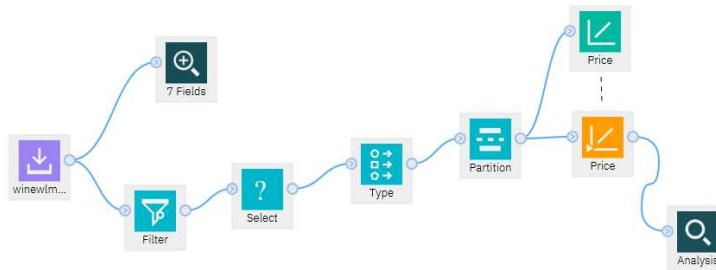 Price
7 Fields
Price
Partition
winewlm...
Type
Select
Filter
Analysis